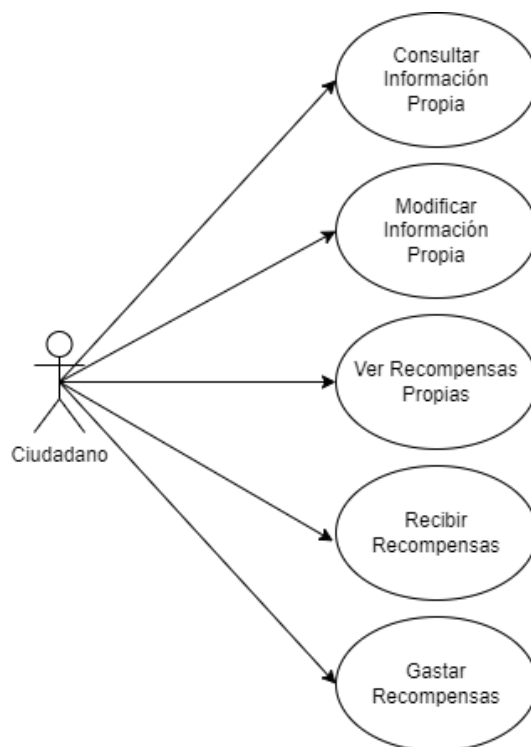 Consultar
Información
Propia
Modificar
Información
Propia
Ver Recompensas
Propias
Ciudadano
Recibir
Recompensas
Gastar
Recompensas